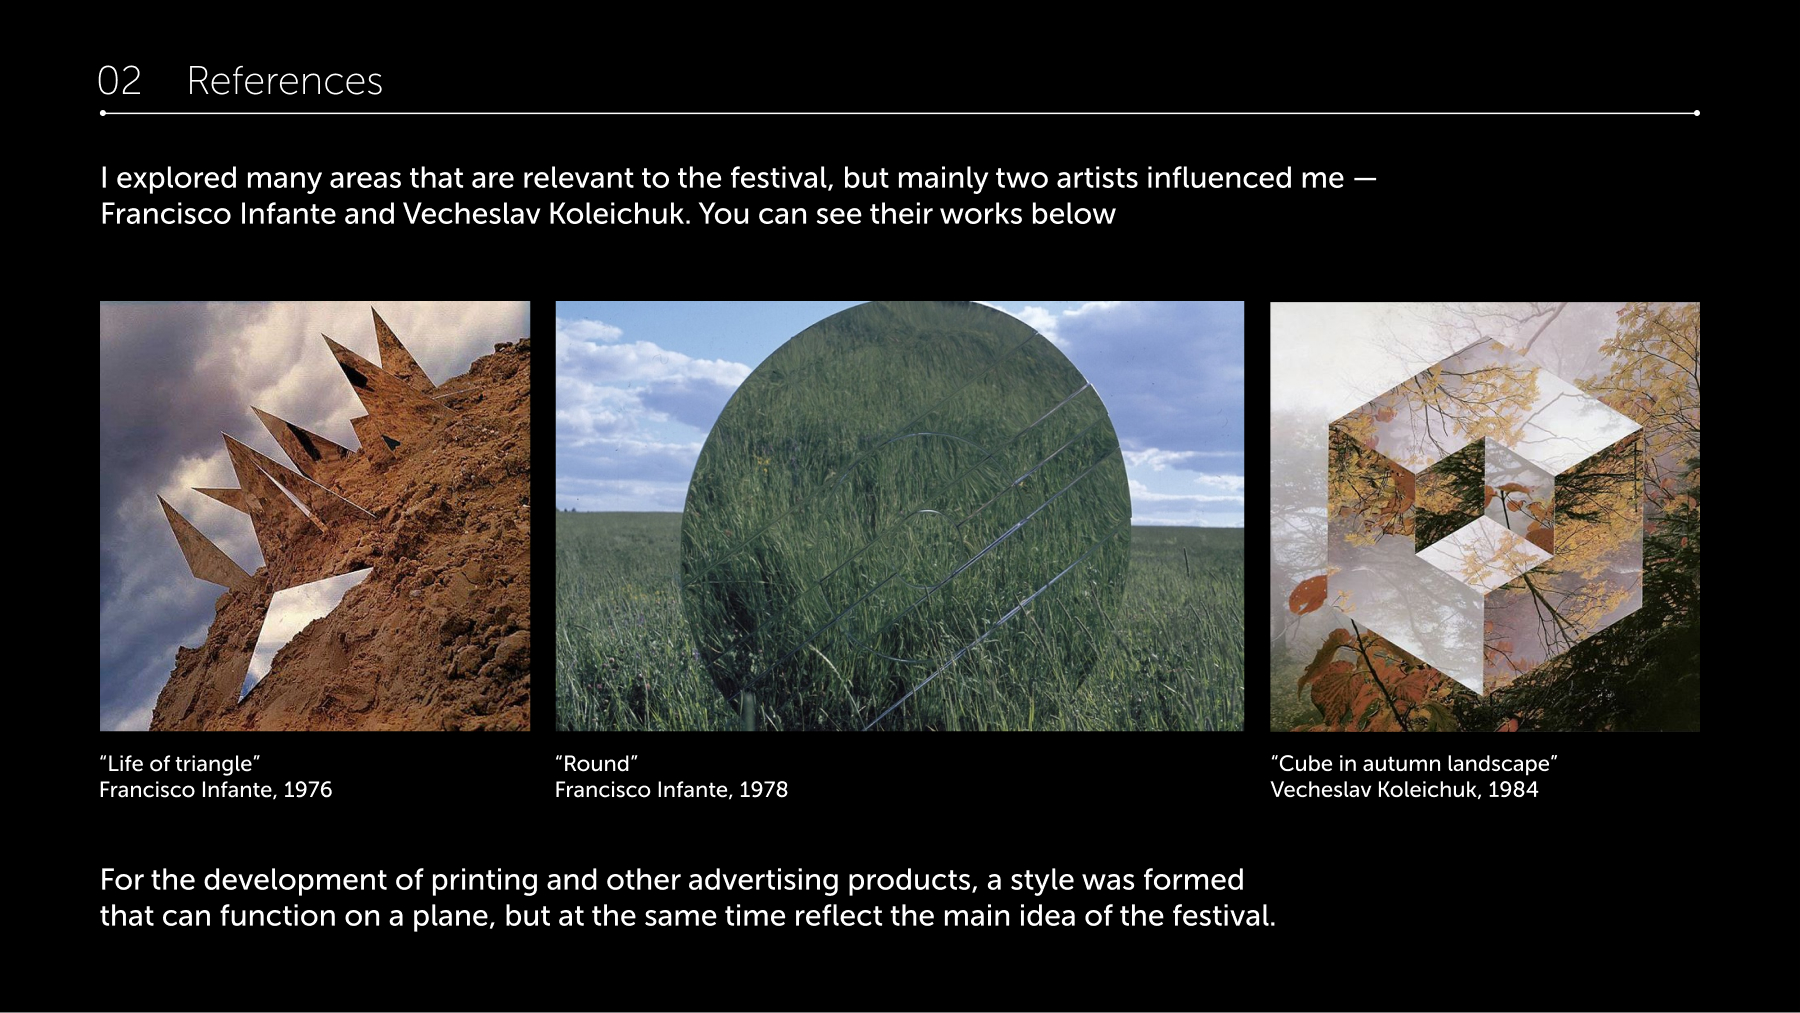 02 References
I explored many areas that are relevant to the festival, but mainly two artists influenced me —
Francisco Infante and Vecheslav Koleichuk. You can see their works below
“Life of triangle”
Francisco Infante, 1976
“Round”
Francisco Infante, 1978
“Cube in autumn landscape”
Vecheslav Koleichuk, 1984
For the development of printing and other advertising products, a style was formed
that can function on a plane, but at the same time reflect the main idea of the festival.